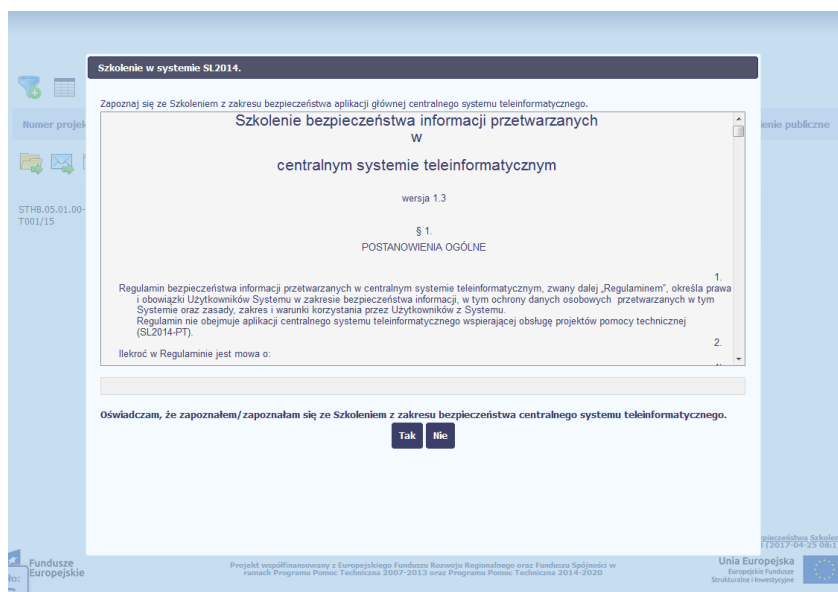 Szkolenie w systemie SL2014.
Zapoznaj się ze Szkoleniem z zakresu bezpieczeństwa aplikacji głównej centralnego systemu teleinformatycznego.
Numer projek
ienie publiczne
Szkolenie bezpieczeństwa informacji przetwarzanych
w
centralnym systemie teleinformatycznym
wersja 1.3
STHB.05.01.00-
T001/15
§ 1.
POSTANOWIENIA OGÓLNE
1.
Regulamin bezpieczeństwa informacji przetwarzanych w centralnym systemie teleinformatycznym, zwany dalej „Regulaminem”, określa prawa
i obowiązki Użytkowników Systemu w zakresie bezpieczeństwa informacji, w tym ochrony danych osobowych przetwarzanych w tym
Systemie oraz zasady, zakres i warunki korzystania przez Użytkowników z Systemu.
Regulamin nie obejmuje aplikacji centralnego systemu teleinformatycznego wspierającej obsługę projektów pomocy technicznej
(SL2014-PT).
2.
Ilekroć w Regulaminie jest mowa o:
Oświadczam, że zapoznałem/zapoznałam się ze Szkoleniem z zakresu bezpieczeństwa centralnego systemu teleinformatycznego.
Tak Nie
Szkolen
(2017-04-25 08:1
Fundusze
Europejskie
Projekt współfinansowany z Europejskiego Funduszu Rozwoju Regionalnego oraz Funduszu Spójności w
ramach Programu Pomoc Techniczna 2007-2013 oraz Programu Pomoc Techniczna 2014-2020
Unia Europejska
Europejskie Fundusze
Strukturalne i Inwestycyjne
ło: